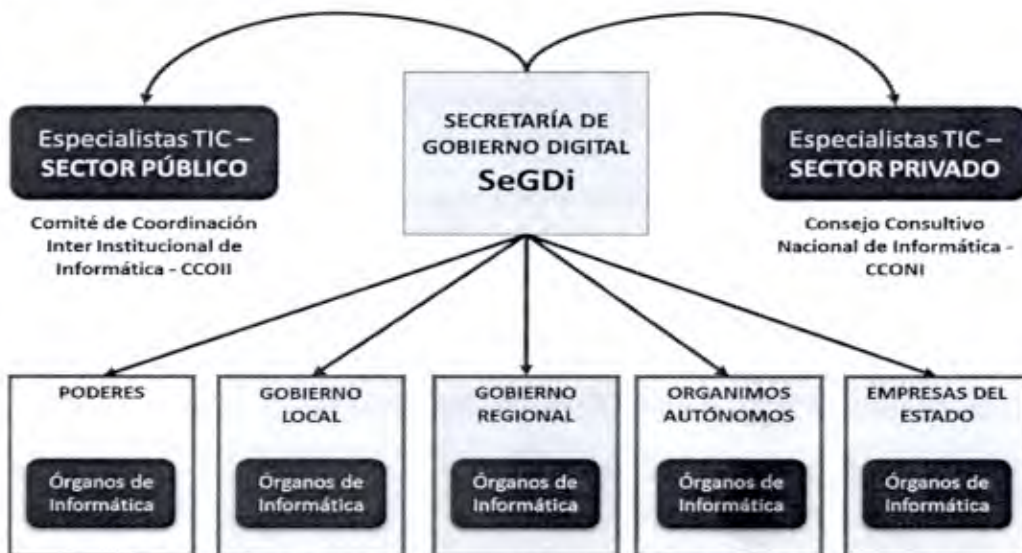 Especialistas TIC –
SECTOR PÚBLICO
Comité de Coordinación
Inter Institucional de
Informática - CCOII
SECRETARÍA DE
GOBIERNO DIGITAL
SeGDi
Especialistas TIC –
SECTOR PRIVADO
Consejo Consultivo
Nacional de Informática -
CCONI
PODERES
Órganos de
Informática
GOBIERNO
LOCAL
Órganos de
Informática
GOBIERNO
REGIONAL
Órganos de
Informática
ORGANIMOS
AUTÓNOMOS
Órganos de
Informática
EMPRESAS DEL
ESTADO
Órganos de
Informática